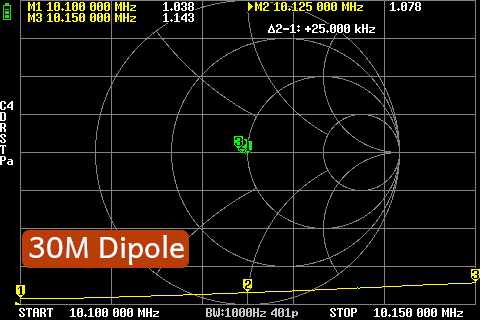 M1 10.100 000 MHz 1.038 ▶M2 10.125 000 MHz 1.078
M3 10.150 000 MHz 1.143
Δ2-1: +25.000 kHz
C4
D
R
S
T
Pa
3
2
1
30M Dipole
1 2 3
START 10.100 000 MHz BW:1000Hz 401p STOP 10.150 000 MHz